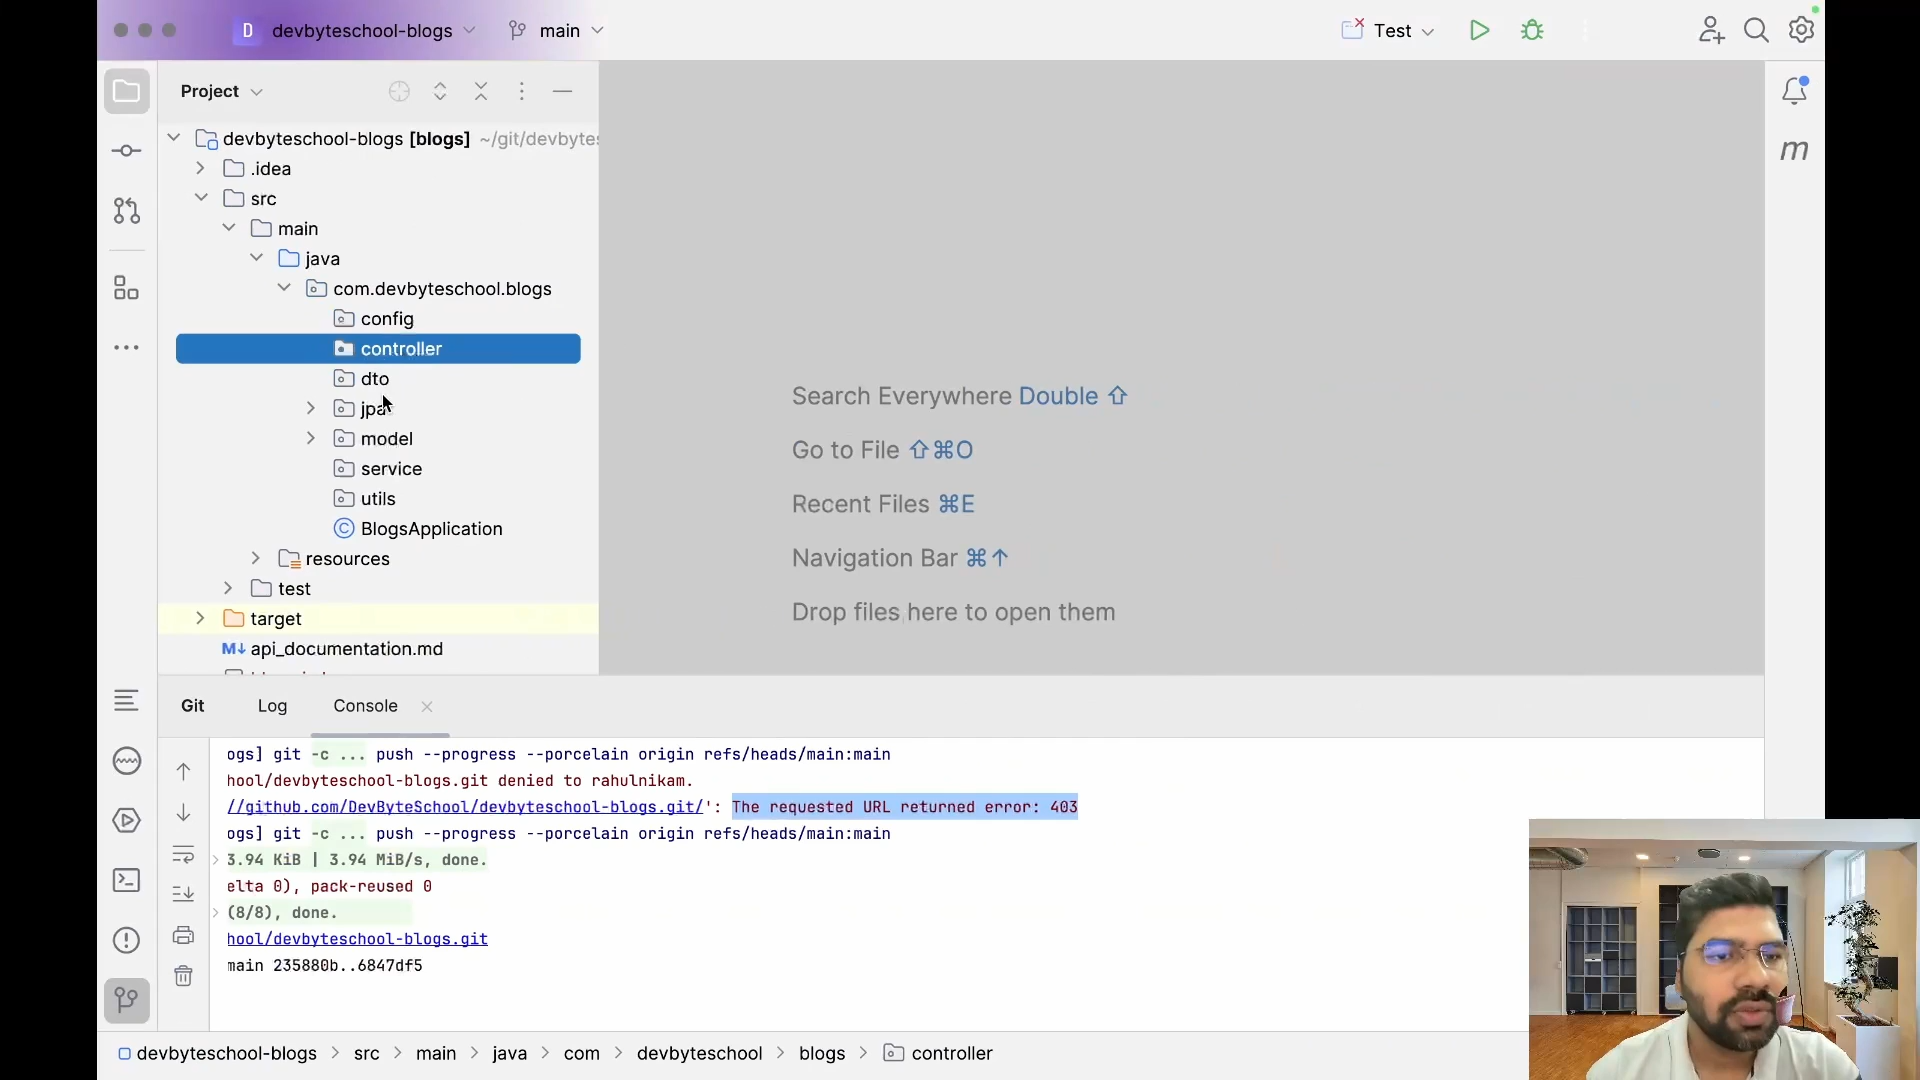 D devbyteschool-blogs main Test
Project
devbyteschool-blogs [blogs] ~/git/devbytes
.idea
src
main
java
com.devbyteschool.blogs
config
controller
dto
jpa
model
service
utils
BlogsApplication
resources
test
target
M↓ api_documentation.md
Search Everywhere Double ⇧
Go to File ⇧⌘O
Recent Files ⌘E
Navigation Bar ⌘↑
Drop files here to open them
m
Git Log Console
ogs] git -c ... push --progress --porcelain origin refs/heads/main:main
hool/devbyteschool-blogs.git denied to rahulnikam.
//github.com/DevByteSchool/devbyteschool-blogs.git/': The requested URL returned error: 403
ogs] git -c ... push --progress --porcelain origin refs/heads/main:main
3.94 KiB | 3.94 MiB/s, done.
elta 0), pack-reused 0
(8/8), done.
hool/devbyteschool-blogs.git
main 235880b..6847df5
devbyteschool-blogs > src > main > java > com > devbyteschool > blogs > controller